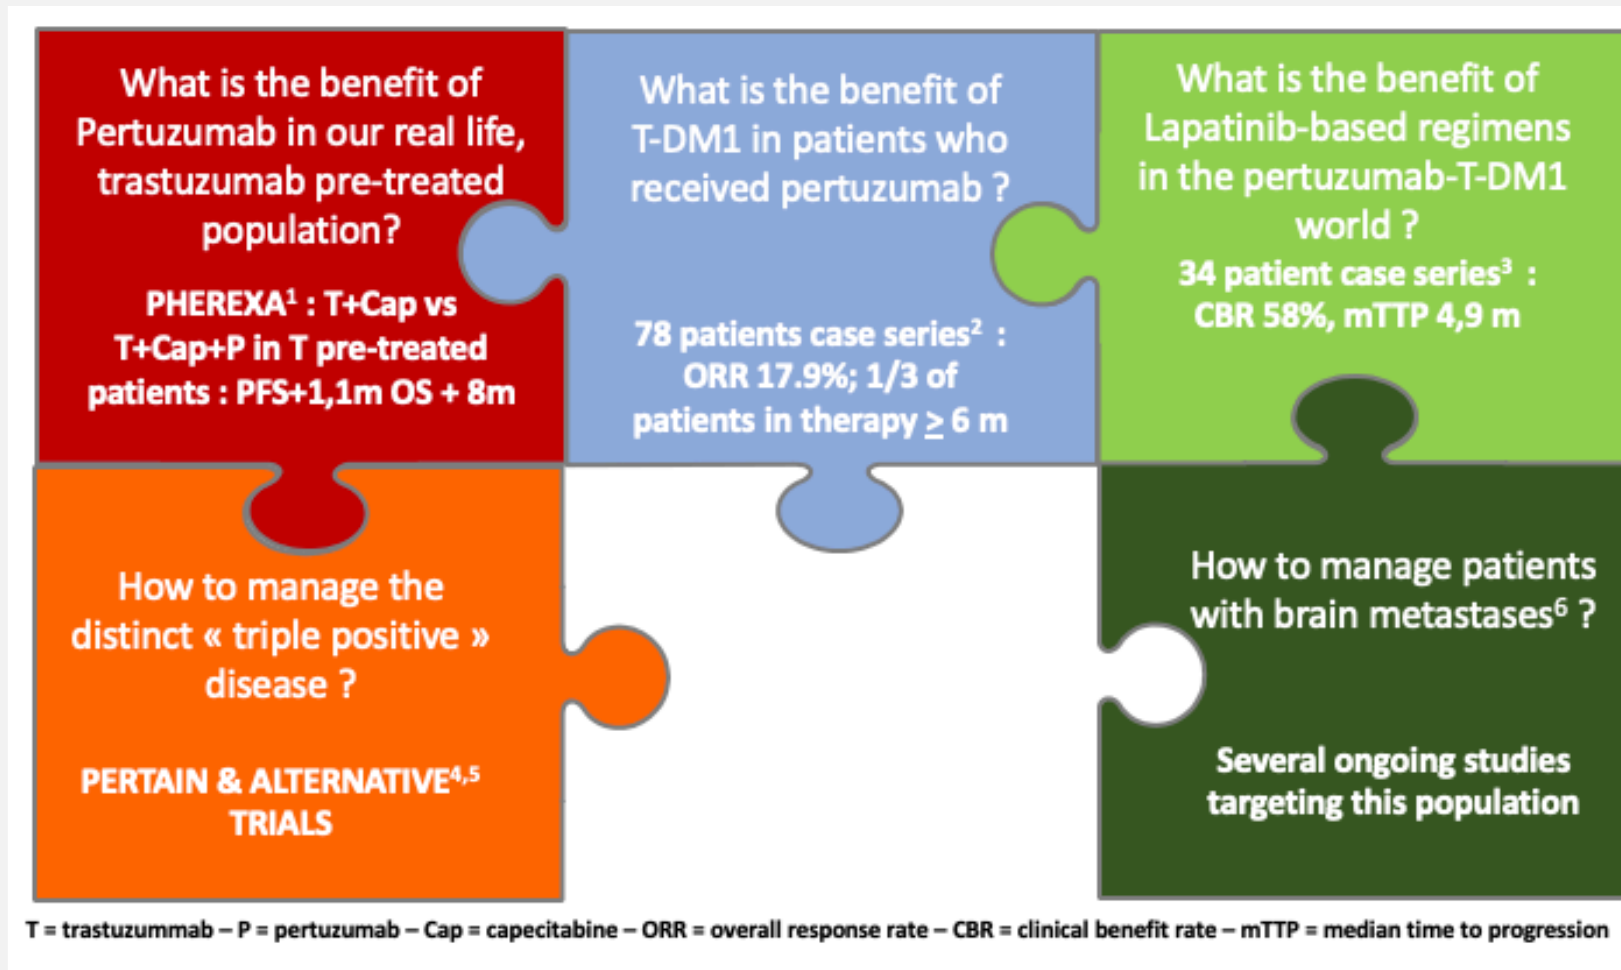 What is the benefit of
Pertuzumab in our real life,
trastuzumab pre-treated
population?
PHEREXA¹ : T+Cap vs
T+Cap+P in T pre-treated
patients : PFS+1,1m OS + 8m
What is the benefit of
T-DM1 in patients who
received pertuzumab ?
78 patients case series² :
ORR 17.9%; 1/3 of
patients in therapy ≥ 6 m
What is the benefit of
Lapatinib-based regimens
in the pertuzumab-T-DM1
world ?
34 patient case series³ :
CBR 58%, mTTP 4,9 m
How to manage the
distinct « triple positive »
disease ?
PERTAIN & ALTERNATIVE⁴,⁵
TRIALS
How to manage patients
with brain metastases⁶ ?
Several ongoing studies
targeting this population
T = trastuzummab – P = pertuzumab – Cap = capecitabine – ORR = overall response rate – CBR = clinical benefit rate – mTTP = median time to progression